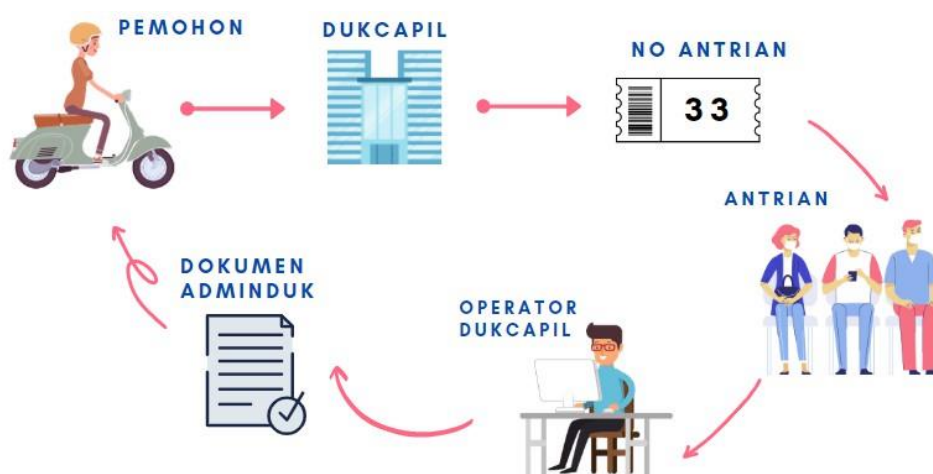 PEMOHON
DUKCAPIL
NO ANTRIAN
33
ANTRIAN
OPERATOR
DUKCAPIL
DOKUMEN
ADMINDUK